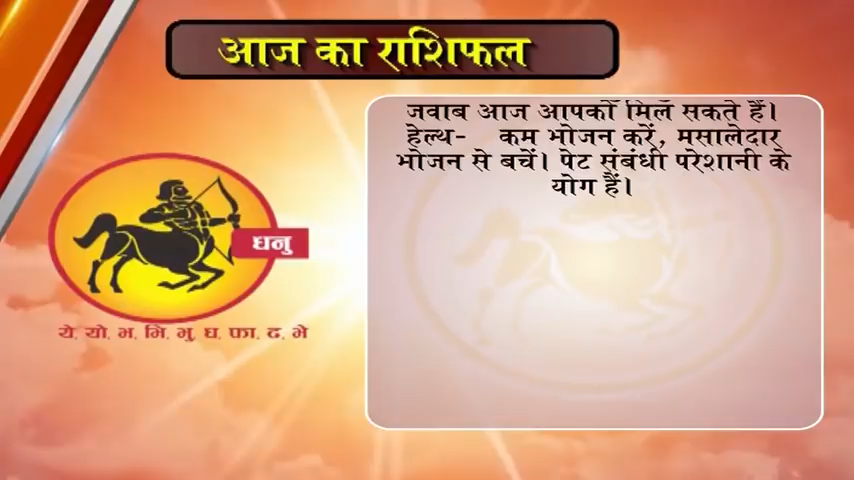 आज का राशिफल
जवाब आज आपको मिल सकते हैं।
हेल्थ- कम भोजन करें, मसालेदार
भोजन से बचें। पेट संबंधी परेशानी के
योग हैं।
धनु
ये, यो, भ, भि, भु, ध, फा, ढ, भे